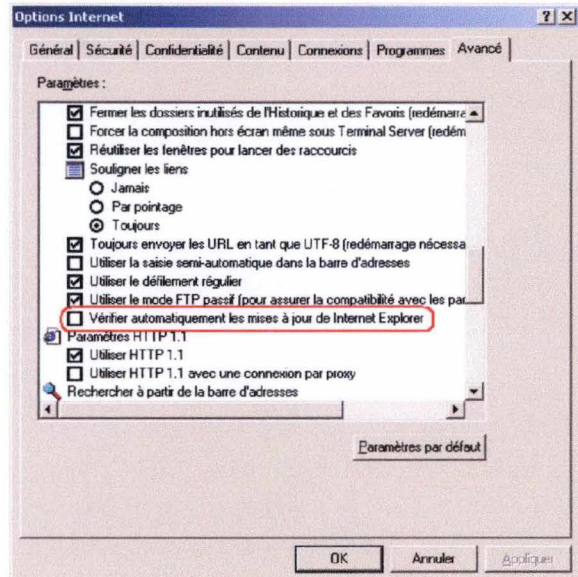 Options Internet
Général Sécurité Confidentialité Contenu Connexions Programmes Avancé
Paramètres :
Fermer les dossiers inutilisés de l'Historique et des Favoris (redémarra
Forcer la composition hors écran même sous Terminal Server (redém
Réutiliser les fenêtres pour lancer des raccourcis
Souligner les liens
Jamais
Par pointage
Toujours
Toujours envoyer les URL en tant que UTF-8 (redémarrage nécessa
Utiliser la saisie semi-automatique dans la barre d'adresses
Utiliser le défilement régulier
Utiliser le mode FTP passif (pour assurer la compatibilité avec les par
Vérifier automatiquement les mises à jour de Internet Explorer
Paramètres HTTP 1.1
Utiliser HTTP 1.1
Utiliser HTTP 1.1 avec une connexion par proxy
Rechercher à partir de la barre d'adresses
Paramètres par défaut
OK Annuler Appliquer